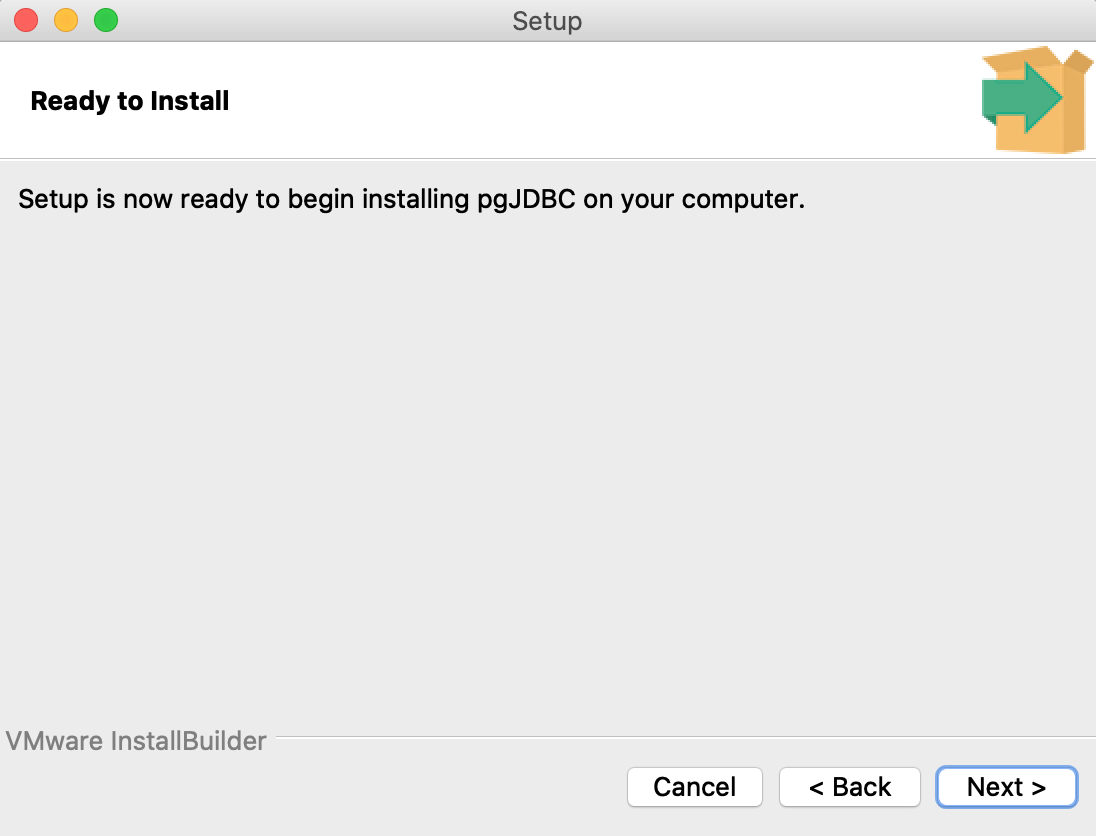 Setup
Ready to Install
Setup is now ready to begin installing pgJDBC on your computer.
VMware InstallBuilder
Cancel
< Back
Next >